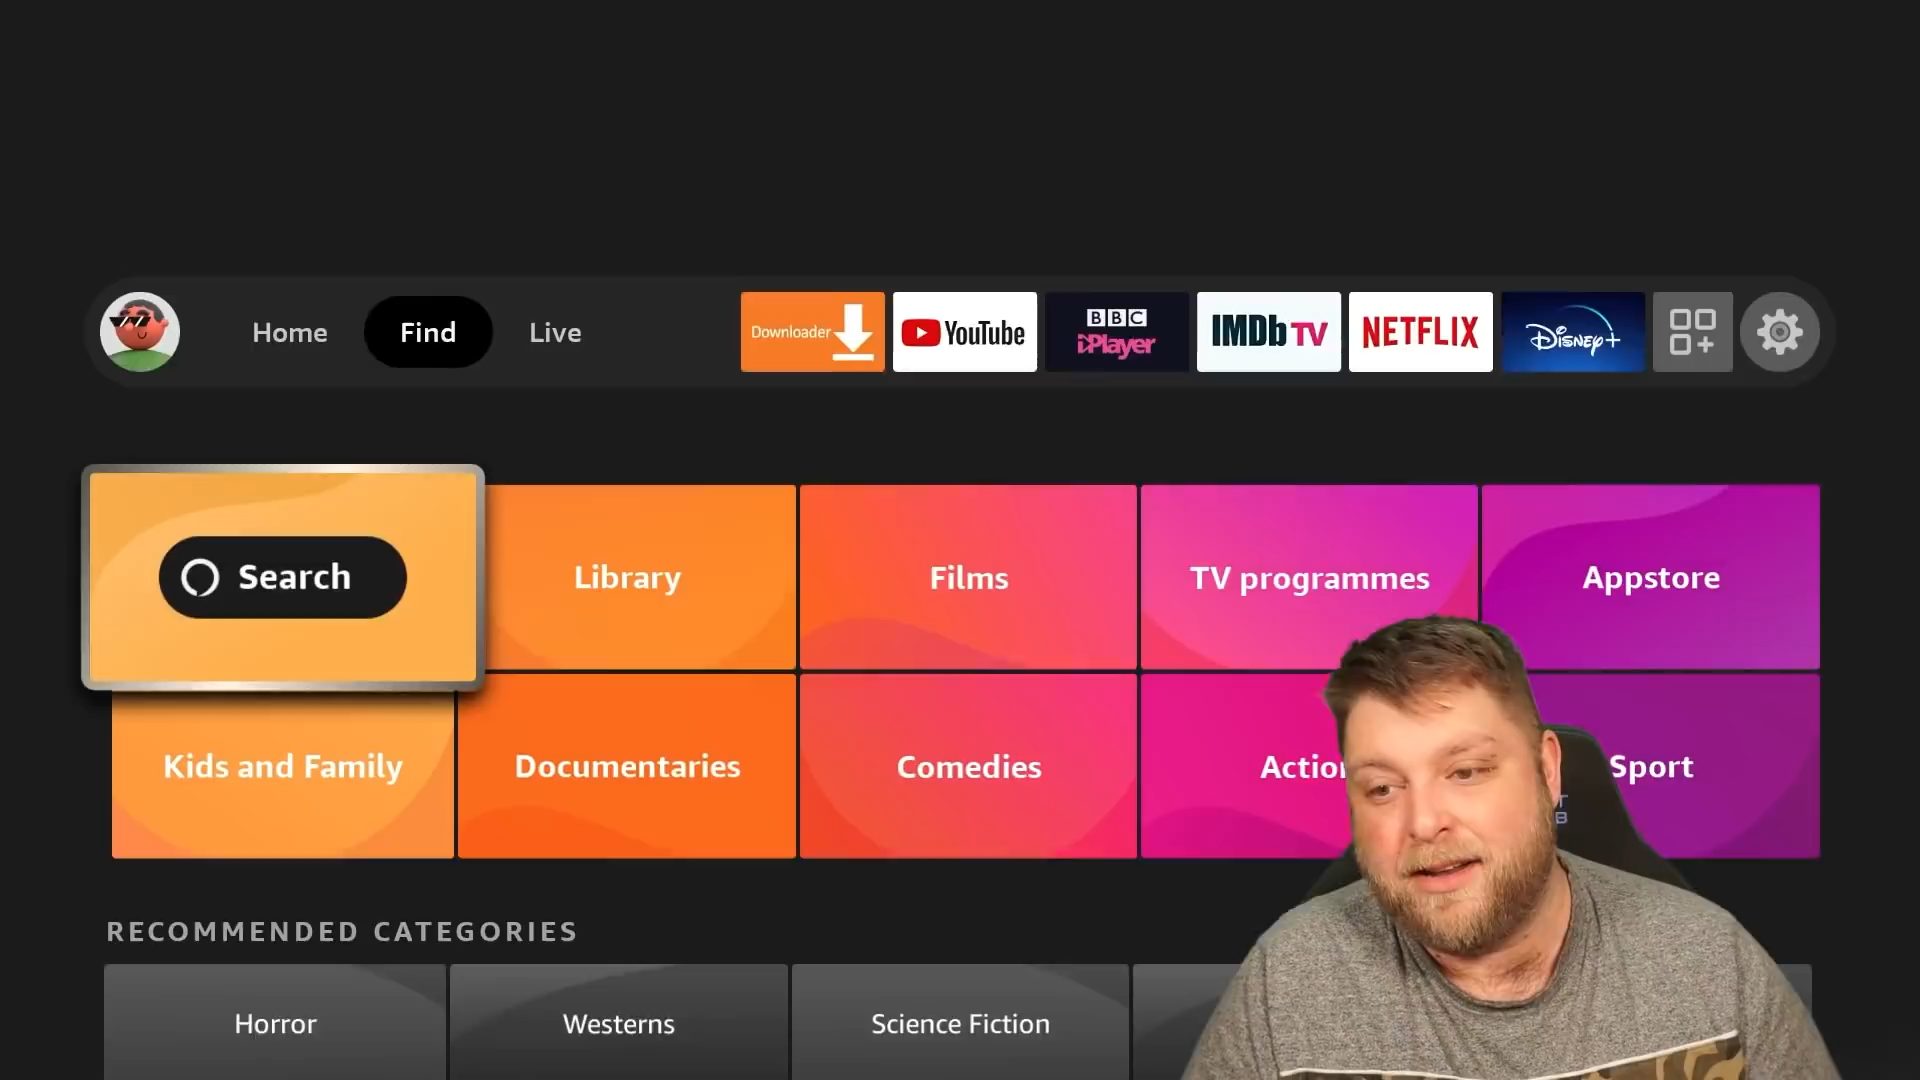 Home
Find
Live
Downloader
YouTube
BBC
iPlayer
IMDb TV
NETFLIX
Disney+
Search
Library
Films
TV programmes
Appstore
Kids and Family
Documentaries
Comedies
Actio
Sport
T
B
RECOMMENDED CATEGORIES
Horror
Westerns
Science Fiction